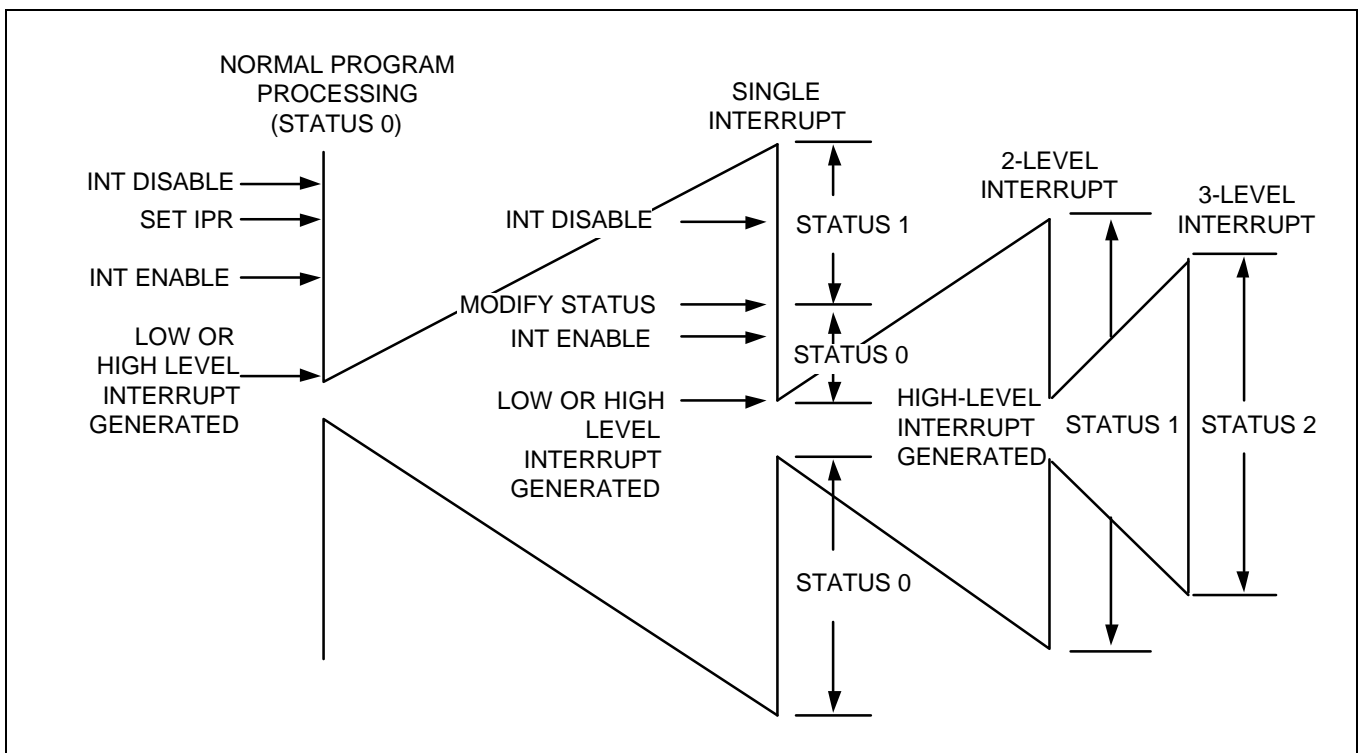 NORMAL PROGRAM
PROCESSING
(STATUS 0)
INT DISABLE
SET IPR
INT ENABLE
LOW OR
HIGH LEVEL
INTERRUPT
GENERATED
SINGLE
INTERRUPT
INT DISABLE
MODIFY STATUS
INT ENABLE
LOW OR HIGH
LEVEL
INTERRUPT
GENERATED
STATUS 1
STATUS 0
STATUS 0
2-LEVEL
INTERRUPT
HIGH-LEVEL
INTERRUPT
GENERATED
STATUS 1
3-LEVEL
INTERRUPT
STATUS 2